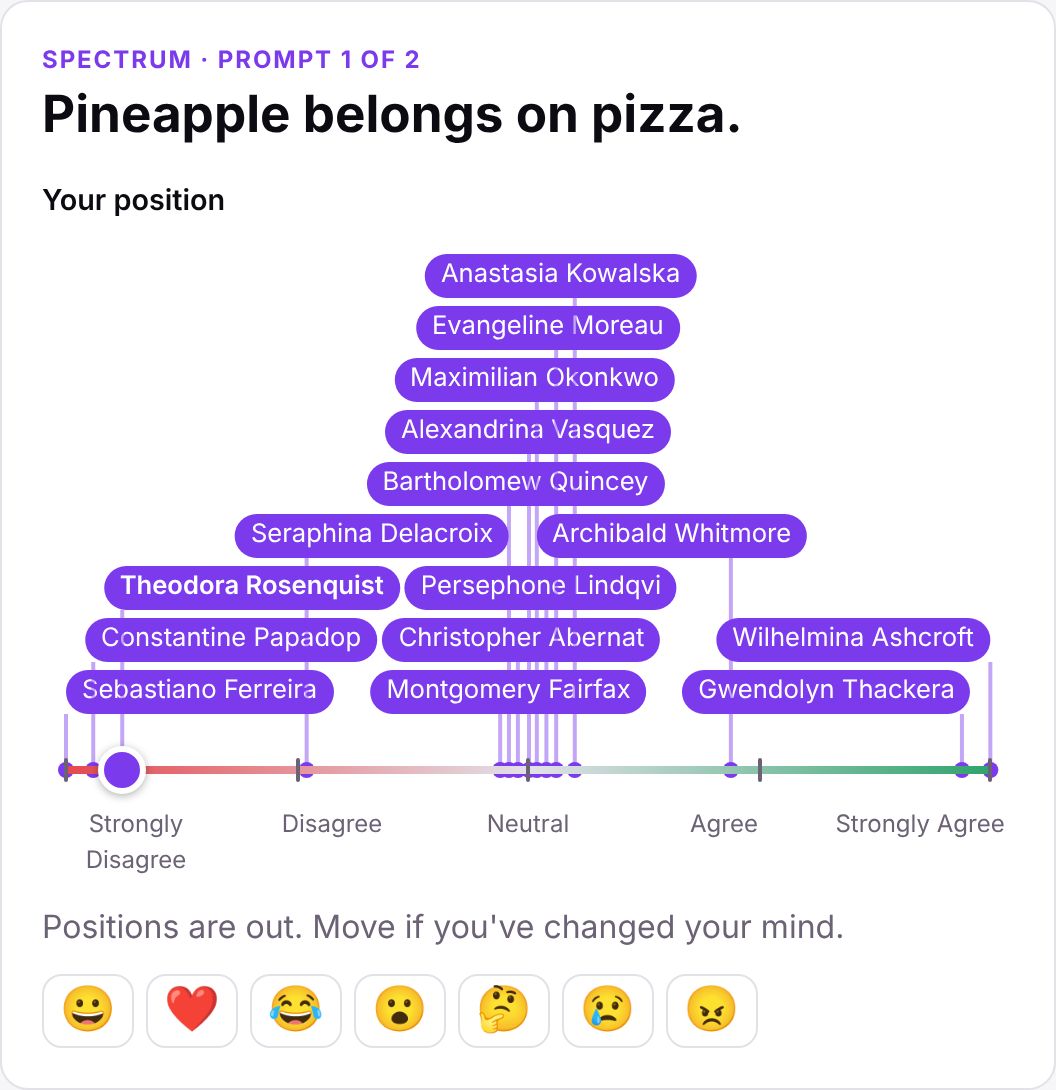 SPECTRUM · PROMPT 1 OF 2
Pineapple belongs on pizza.
Your position
Anastasia Kowalska
Evangeline Moreau
Maximilian Okonkwo
Alexandrina Vasquez
Bartholomew Quincey
Seraphina Delacroix
Archibald Whitmore
Theodora Rosenquist
Persephone Lindqvi
Constantine Papadop
Christopher Abernat
Wilhelmina Ashcroft
Sebastiano Ferreira
Montgomery Fairfax
Gwendolyn Thackera
Strongly Disagree
Disagree
Neutral
Agree
Strongly Agree
Positions are out. Move if you've changed your mind.